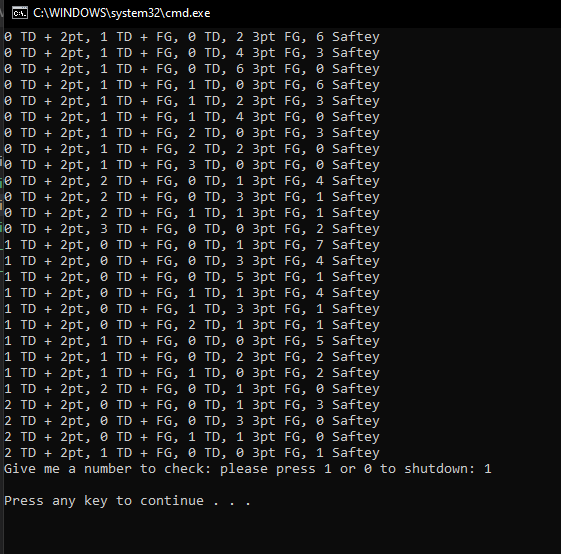 C:\WINDOWS\system32\cmd.exe
0 TD + 2pt, 1 TD + FG, 0 TD, 2 3pt FG, 6 Saftey
0 TD + 2pt, 1 TD + FG, 0 TD, 4 3pt FG, 3 Saftey
0 TD + 2pt, 1 TD + FG, 0 TD, 6 3pt FG, 0 Saftey
0 TD + 2pt, 1 TD + FG, 1 TD, 0 3pt FG, 6 Saftey
0 TD + 2pt, 1 TD + FG, 1 TD, 2 3pt FG, 3 Saftey
0 TD + 2pt, 1 TD + FG, 1 TD, 4 3pt FG, 0 Saftey
0 TD + 2pt, 1 TD + FG, 2 TD, 0 3pt FG, 3 Saftey
0 TD + 2pt, 1 TD + FG, 2 TD, 2 3pt FG, 0 Saftey
0 TD + 2pt, 1 TD + FG, 3 TD, 0 3pt FG, 0 Saftey
0 TD + 2pt, 2 TD + FG, 0 TD, 1 3pt FG, 4 Saftey
0 TD + 2pt, 2 TD + FG, 0 TD, 3 3pt FG, 1 Saftey
0 TD + 2pt, 2 TD + FG, 1 TD, 1 3pt FG, 1 Saftey
0 TD + 2pt, 3 TD + FG, 0 TD, 0 3pt FG, 2 Saftey
1 TD + 2pt, 0 TD + FG, 0 TD, 1 3pt FG, 7 Saftey
1 TD + 2pt, 0 TD + FG, 0 TD, 3 3pt FG, 4 Saftey
1 TD + 2pt, 0 TD + FG, 0 TD, 5 3pt FG, 1 Saftey
1 TD + 2pt, 0 TD + FG, 1 TD, 1 3pt FG, 4 Saftey
1 TD + 2pt, 0 TD + FG, 1 TD, 3 3pt FG, 1 Saftey
1 TD + 2pt, 0 TD + FG, 2 TD, 1 3pt FG, 1 Saftey
1 TD + 2pt, 1 TD + FG, 0 TD, 0 3pt FG, 5 Saftey
1 TD + 2pt, 1 TD + FG, 0 TD, 2 3pt FG, 2 Saftey
1 TD + 2pt, 1 TD + FG, 1 TD, 0 3pt FG, 2 Saftey
1 TD + 2pt, 2 TD + FG, 0 TD, 1 3pt FG, 0 Saftey
2 TD + 2pt, 0 TD + FG, 0 TD, 1 3pt FG, 3 Saftey
2 TD + 2pt, 0 TD + FG, 0 TD, 3 3pt FG, 0 Saftey
2 TD + 2pt, 0 TD + FG, 1 TD, 1 3pt FG, 0 Saftey
2 TD + 2pt, 1 TD + FG, 0 TD, 0 3pt FG, 1 Saftey
Give me a number to check: please press 1 or 0 to shutdown: 1
Press any key to continue . . .